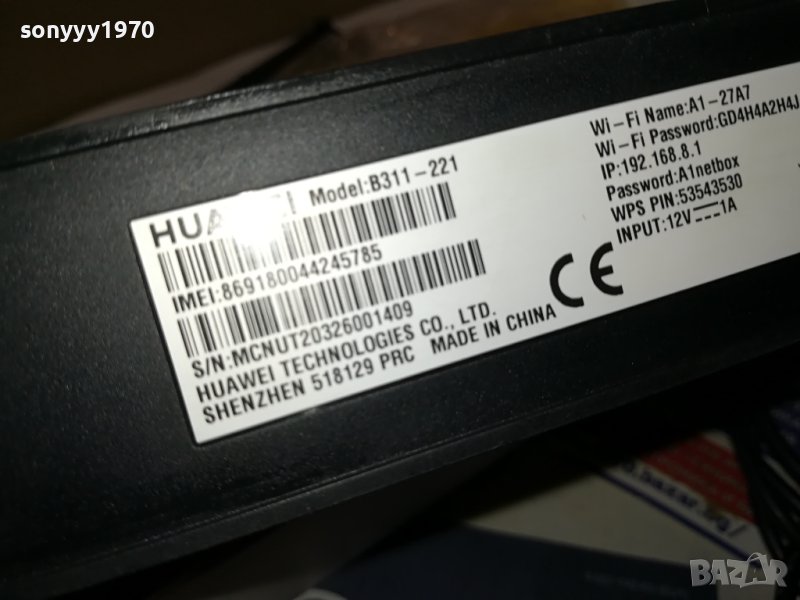 sonyyy1970
HUAWEI Model:B311-221
IMEI:869180044245785
S/N:MCNUT20326001409
HUAWEI TECHNOLOGIES CO., LTD.
SHENZHEN 518129 PRC MADE IN CHINA
CE
Wi-Fi Name:A1-27A7
Wi-Fi Password:GD4H4A2H4J
IP:192.168.8.1
Password:A1netbox
WPS PIN:53543530
INPUT:12V⎓1A
BAZAR